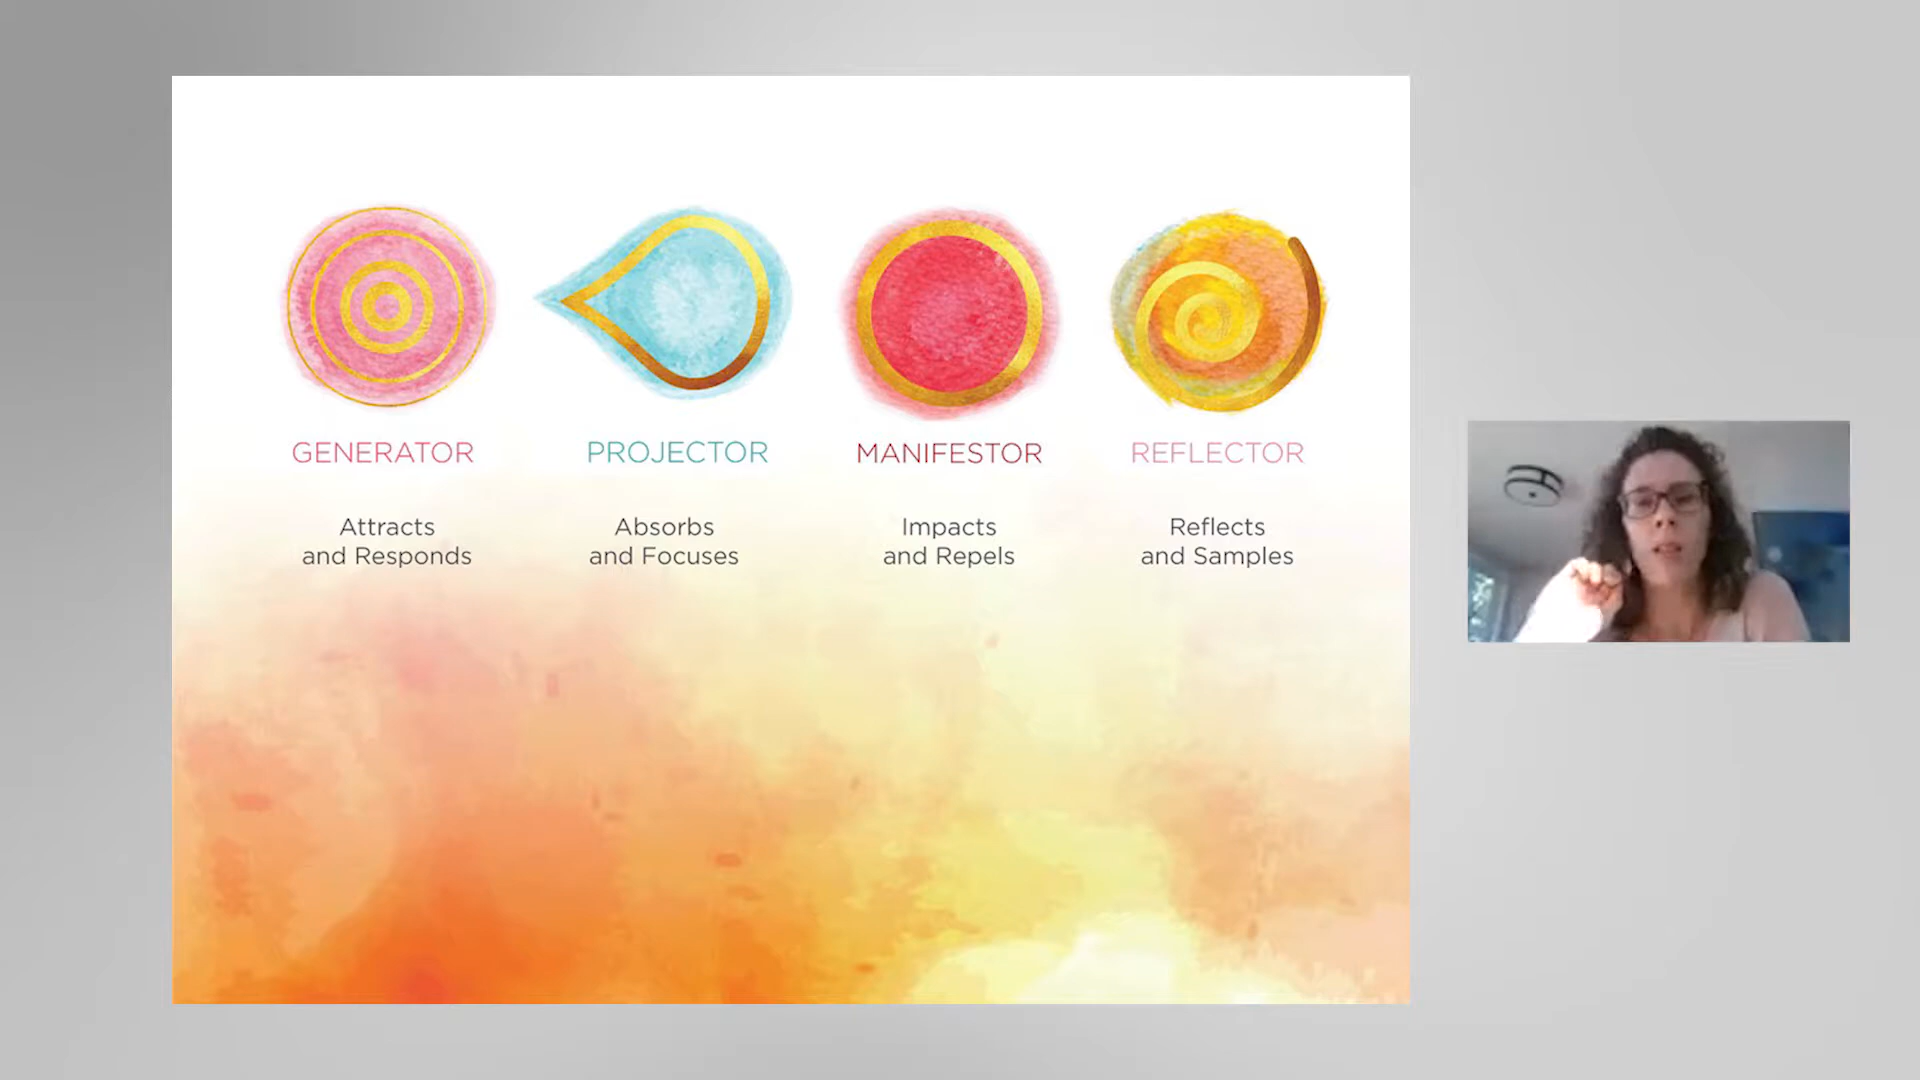 GENERATOR
Attracts
and Responds
PROJECTOR
Absorbs
and Focuses
MANIFESTOR
Impacts
and Repels
REFLECTOR
Reflects
and Samples